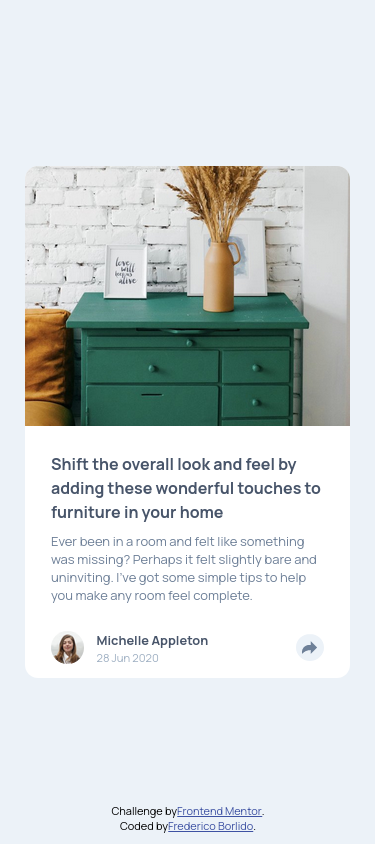 love
will
keep us
alive
Shift the overall look and feel by
adding these wonderful touches to
furniture in your home
Ever been in a room and felt like something
was missing? Perhaps it felt slightly bare and
uninviting. I've got some simple tips to help
you make any room feel complete.
Michelle Appleton
28 Jun 2020
Challenge byFrontend Mentor.
Coded byFrederico Borlido.